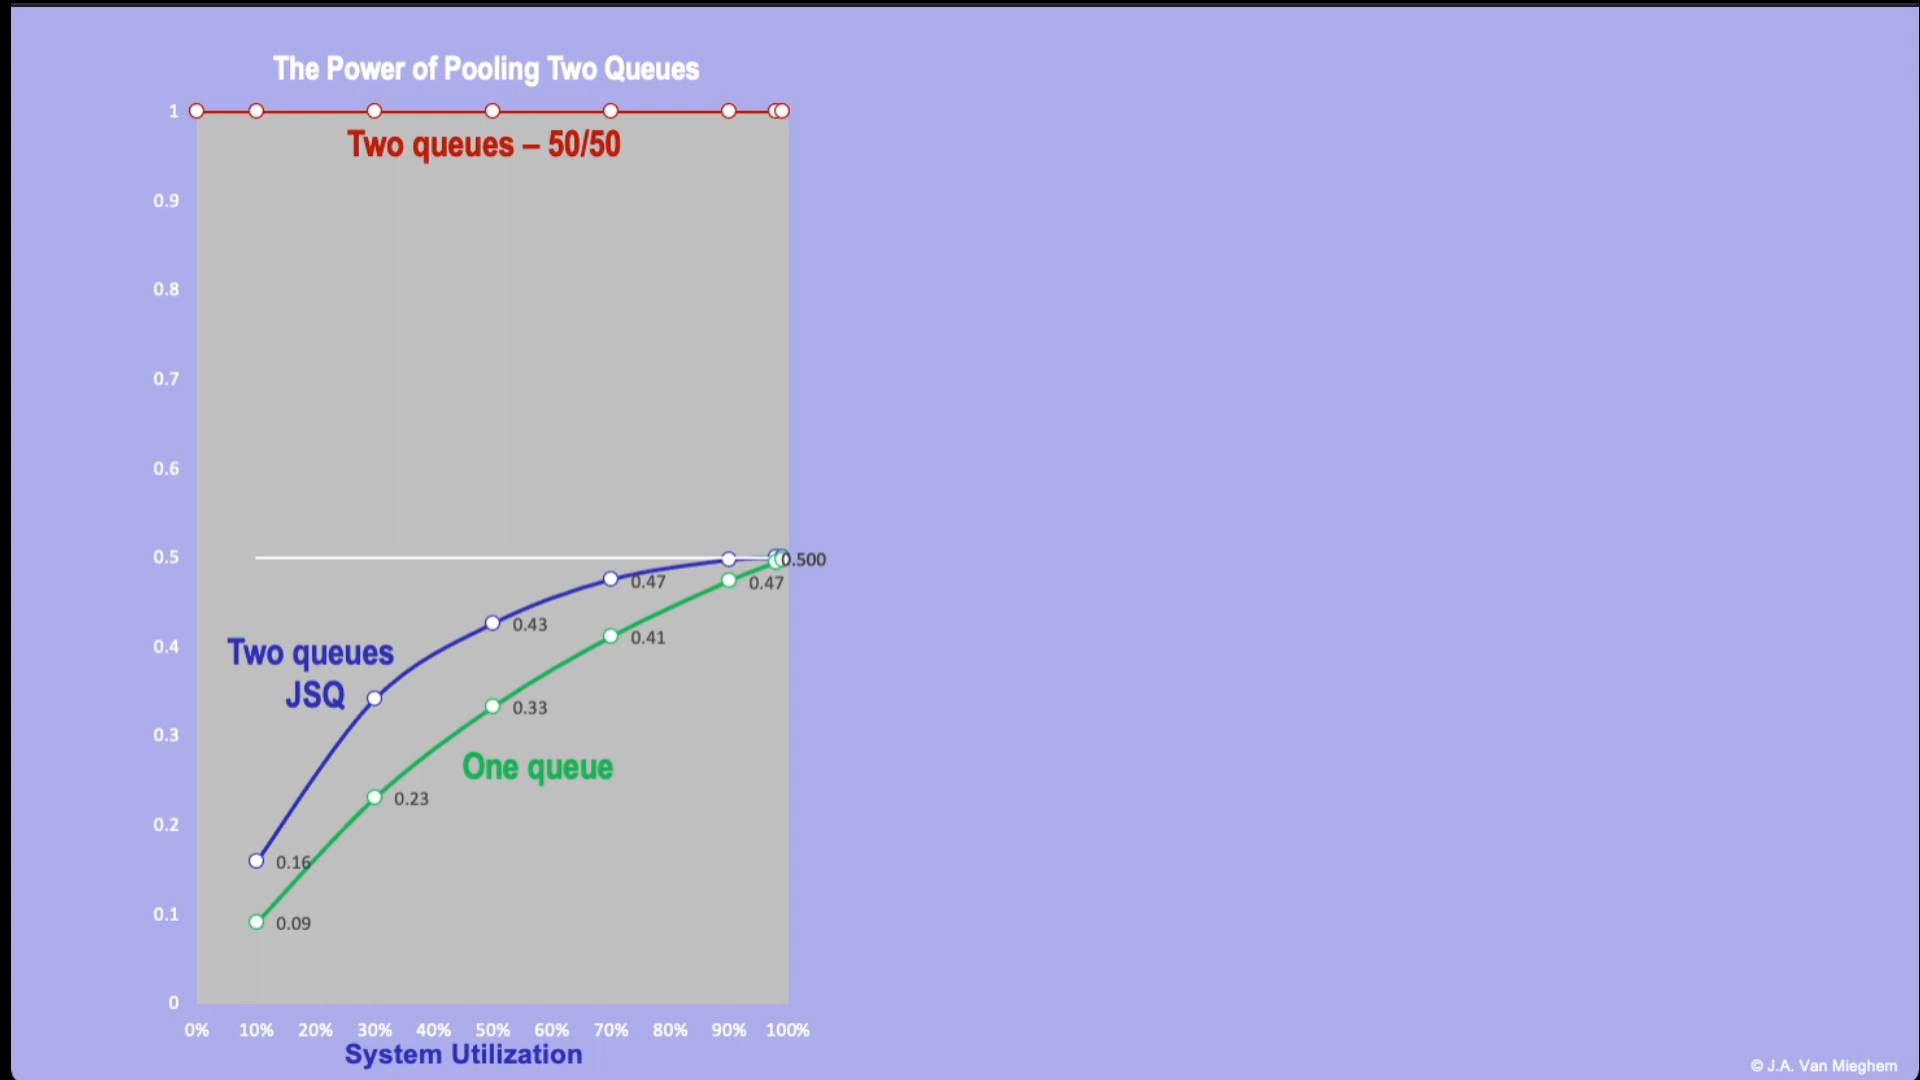 The Power of Pooling Two Queues
1
Two queues – 50/50
0.9
0.8
0.7
0.6
0.5
0.500
0.47
0.47
0.43
0.41
Two queues
JSQ
0.4
0.3
0.33
One queue
0.23
0.2
0.16
0.1
0.09
0
0% 10% 20% 30% 40% 50% 60% 70% 80% 90% 100%
System Utilization
© J.A. Van Mieghem